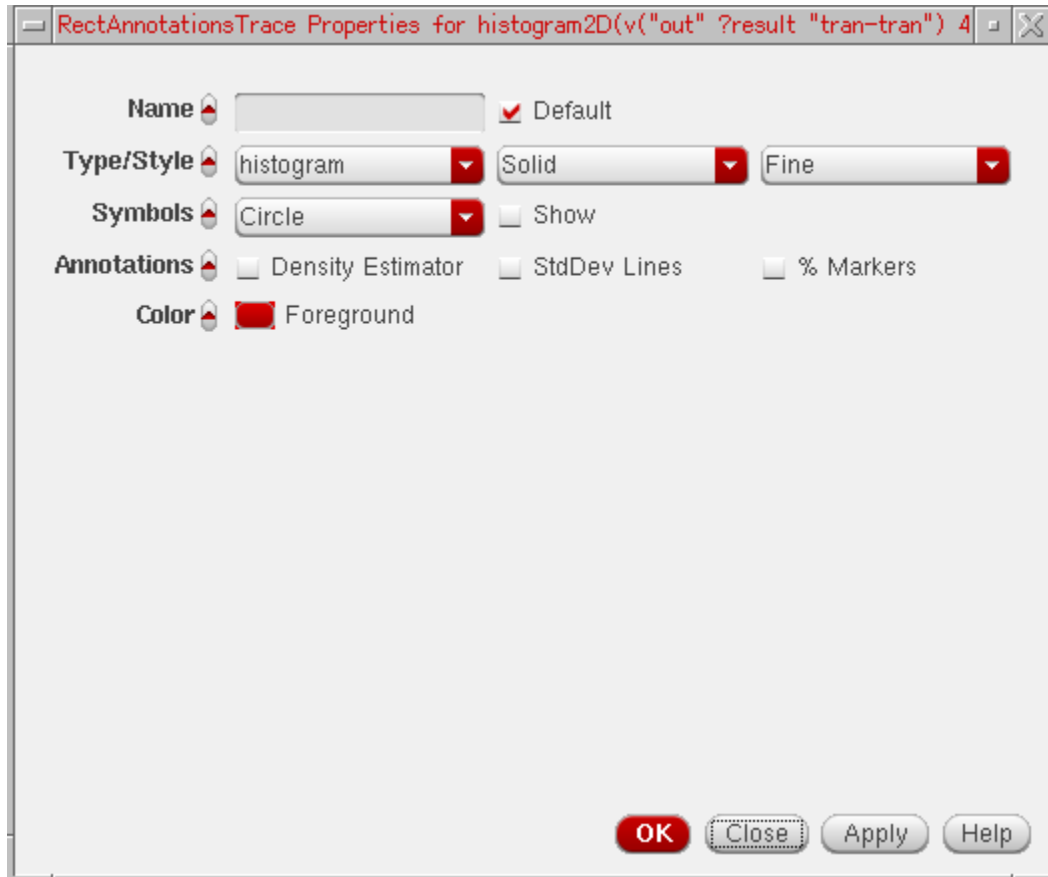 RectAnnotationsTrace Properties for histogram2D(v("out" ?result "tran-tran") 4
Name Default
Type/Style histogram Solid Fine
Symbols Circle Show
Annotations Density Estimator StdDev Lines % Markers
Color Foreground
OK Close Apply Help